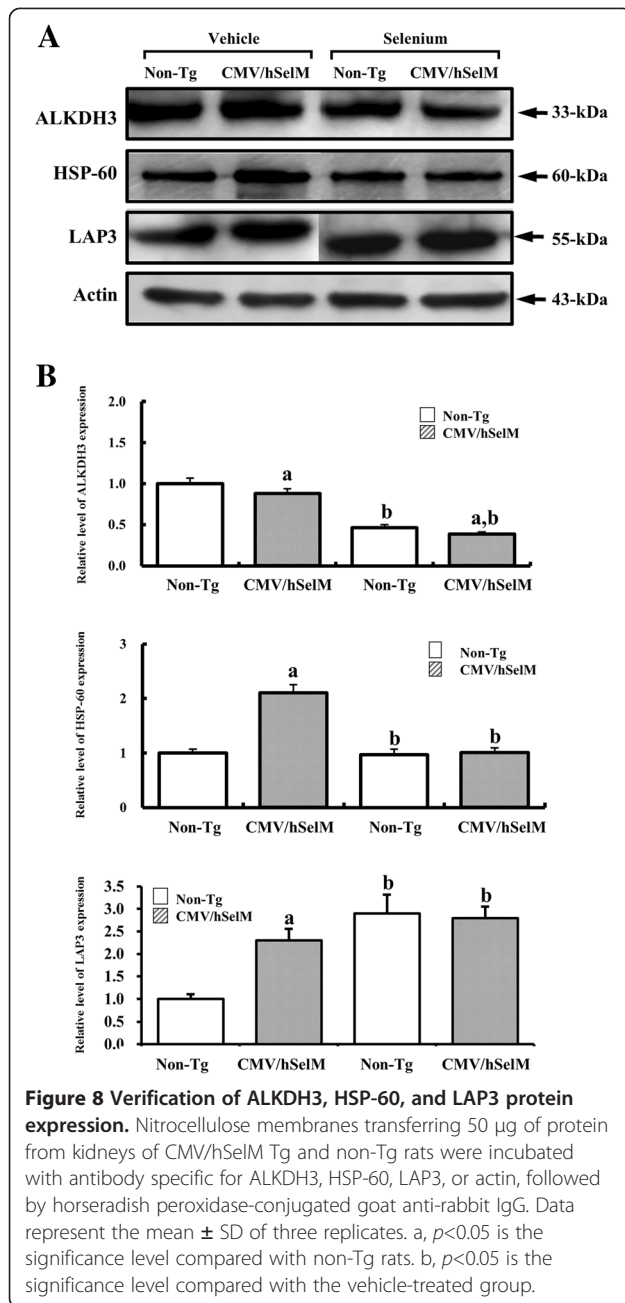 A
Vehicle Selenium
Non-Tg CMV/hSelM Non-Tg CMV/hSelM
ALKDH3 33-kDa
HSP-60 60-kDa
LAP3 55-kDa
Actin 43-kDa
B
Relative level of ALKDH3 expression
2.0
1.5
1.0
0.5
0.0
Non-Tg
CMV/hSelM
a
b
a,b
Non-Tg CMV/hSelM Non-Tg CMV/hSelM
Relative level of HSP-60 expression
3
2
1
0
Non-Tg
CMV/hSelM
a
b
b
Non-Tg CMV/hSelM Non-Tg CMV/hSelM
Relative level of LAP3 expression
3.5
3.0
2.5
2.0
1.5
1.0
0.5
0.0
Non-Tg
CMV/hSelM
a
b
b
Non-Tg CMV/hSelM Non-Tg CMV/hSelM
Figure 8 Verification of ALKDH3, HSP-60, and LAP3 protein
expression. Nitrocellulose membranes transferring 50 μg of protein
from kidneys of CMV/hSelM Tg and non-Tg rats were incubated
with antibody specific for ALKDH3, HSP-60, LAP3, or actin, followed
by horseradish peroxidase-conjugated goat anti-rabbit IgG. Data
represent the mean ± SD of three replicates. a, p<0.05 is the
significance level compared with non-Tg rats. b, p<0.05 is the
significance level compared with the vehicle-treated group.